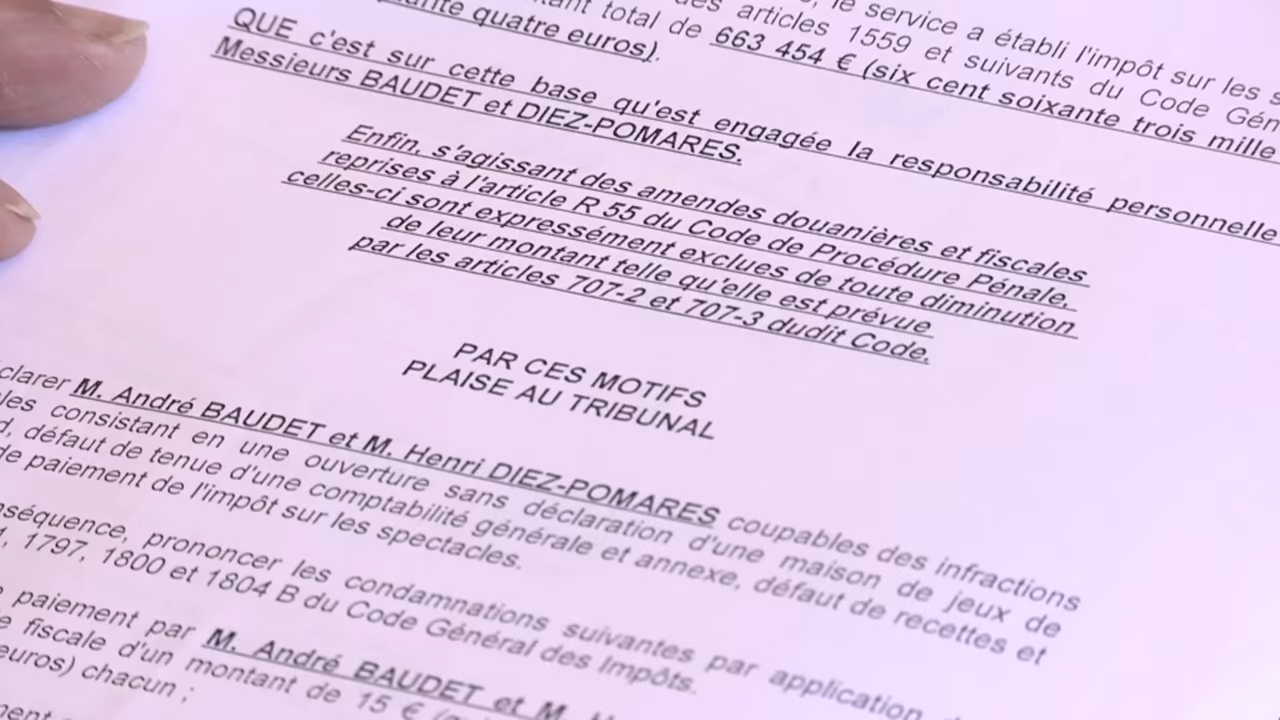 le service a établi l'impôt sur les
des articles 1559 et suivants du Code
total de 663 454 € (six cent soixante trois mille
quatre euros).
QUE c'est sur cette base qu'est engagée la responsabilité personnelle
Messieurs BAUDET et DIEZ-POMARES.
Enfin, s'agissant des amendes douanières et fiscales
reprises à l'article R 55 du Code de Procédure Pénale,
celles-ci sont expressément exclues de toute diminution
de leur montant telle qu'elle est prévue
par les articles 707-2 et 707-3 dudit Code.
PAR CES MOTIFS
PLAISE AU TRIBUNAL
M. André BAUDET et M. Henri DIEZ-POMARES coupables des infractions
consistant en une ouverture sans déclaration d'une maison de jeux de
défaut de tenue d'une comptabilité générale et annexe, défaut de recettes et
de paiement de l'impôt sur les spectacles.
prononcer les condamnations suivantes par application
1797, 1800 et 1804 B du Code Général des Impôts.
paiement par M. André BAUDET et M.
fiscale d'un montant de 15 €
euros) chacun ;